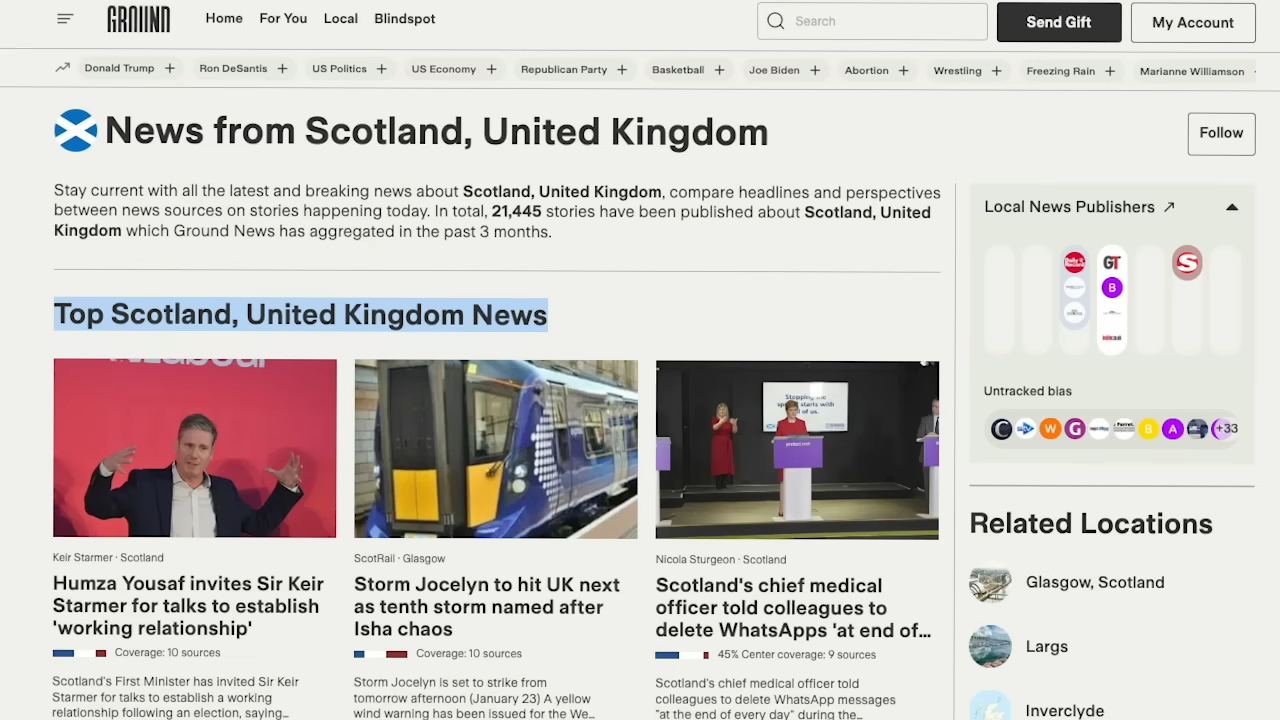 GROUND
Home For You Local Blindspot
Search
Send Gift
My Account
Donald Trump + Ron DeSantis + US Politics + US Economy + Republican Party + Basketball + Joe Biden + Abortion + Wrestling + Freezing Rain + Marianne Williamson
News from Scotland, United Kingdom
Follow
Stay current with all the latest and breaking news about Scotland, United Kingdom, compare headlines and perspectives
between news sources on stories happening today. In total, 21,445 stories have been published about Scotland, United
Kingdom which Ground News has aggregated in the past 3 months.
Local News Publishers
GT
B
S
Untracked bias
C
W
G
B
A
+33
Top Scotland, United Kingdom News
Stopping the
starts with
of us.
Keir Starmer · Scotland
Humza Yousaf invites Sir Keir
Starmer for talks to establish
'working relationship'
Coverage: 10 sources
Scotland's First Minister has invited Sir Keir
Starmer for talks to establish a working
relationship following an election, saying...
ScotRail · Glasgow
Storm Jocelyn to hit UK next
as tenth storm named after
Isha chaos
Coverage: 10 sources
Storm Jocelyn is set to strike from
tomorrow afternoon (January 23) A yellow
wind warning has been issued for the We...
Nicola Sturgeon · Scotland
Scotland's chief medical
officer told colleagues to
delete WhatsApps 'at end of...
45% Center coverage: 9 sources
Scotland's chief medical officer told
colleagues to delete WhatsApp messages
"at the end of every day" during the...
Related Locations
Glasgow, Scotland
Largs
Inverclyde